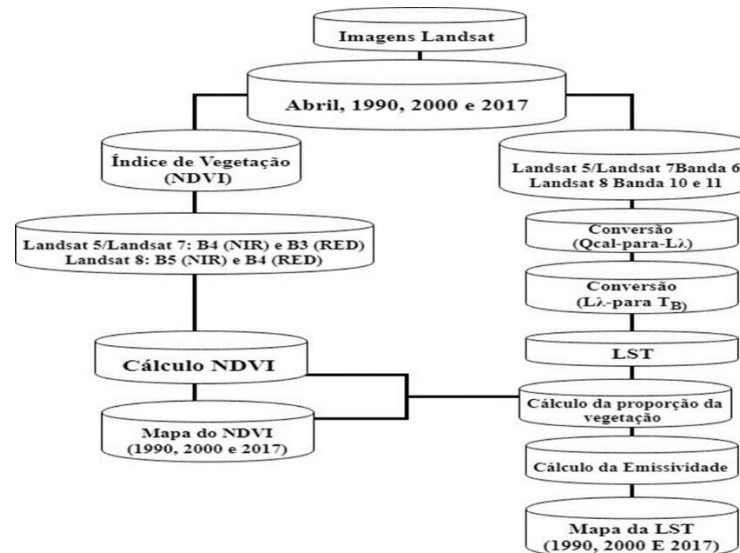 Imagens Landsat
Abril, 1990, 2000 e 2017
Índice de Vegetação
(NDVI)
Landsat 5/Landsat 7: B4 (NIR) e B3 (RED)
Landsat 8: B5 (NIR) e B4 (RED)
Cálculo NDVI
Mapa do NDVI
(1990, 2000 e 2017)
Landsat 5/Landsat 7Banda 6
Landsat 8 Banda 10 e 11
Conversão
(Qcal-para-Lλ)
Conversão
(Lλ-para TB)
LST
Cálculo da proporção da
vegetação
Cálculo da Emissividade
Mapa da LST
(1990, 2000 E 2017)